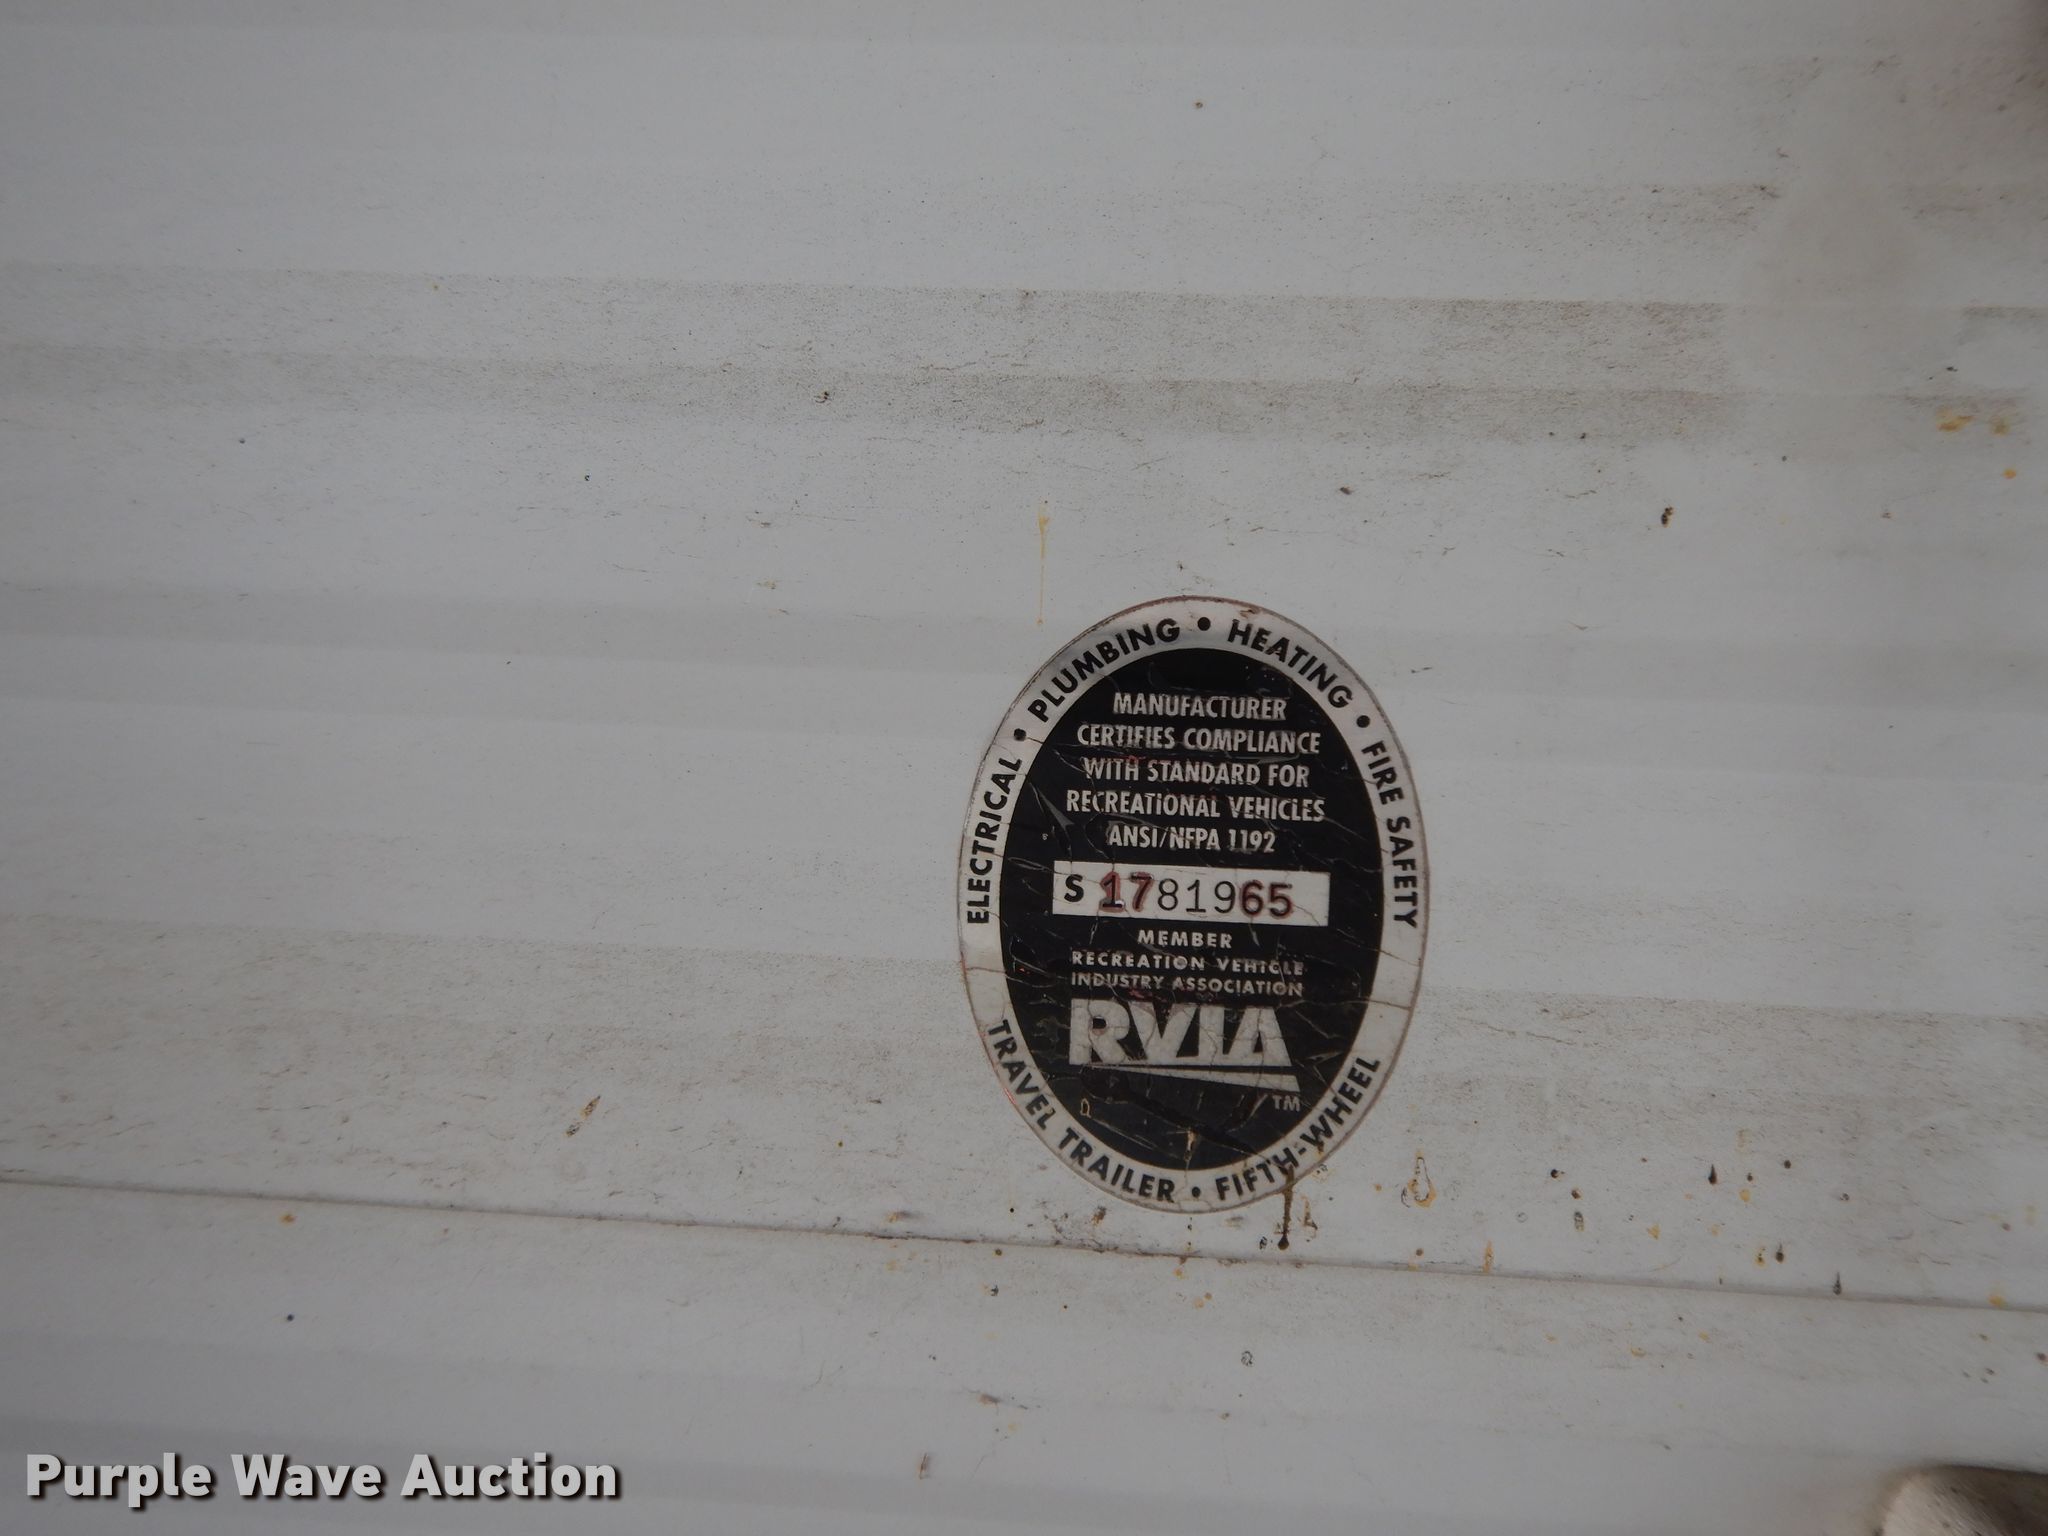 ELECTRICAL • PLUMBING • HEATING • FIRE SAFETY
MANUFACTURER
CERTIFIES COMPLIANCE
WITH STANDARD FOR
RECREATIONAL VEHICLES
ANSI/NFPA 1192
S 1781965
MEMBER
RECREATION VEHICLE
INDUSTRY ASSOCIATION
RVIA
TM
TRAVEL TRAILER • FIFTH-WHEEL
Purple Wave Auction